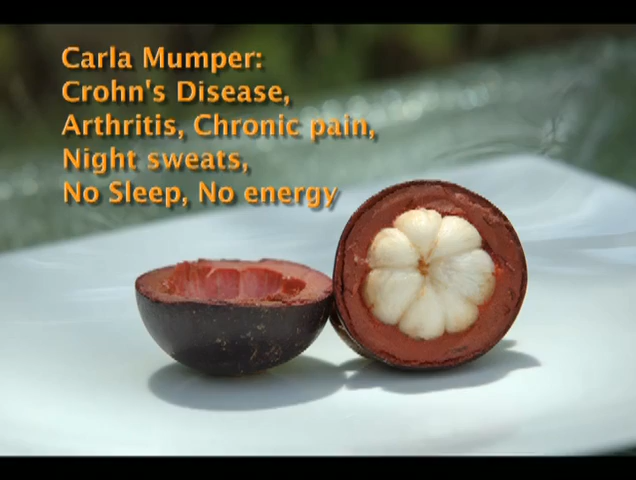 Carla Mumper:
Crohn's Disease,
Arthritis, Chronic pain,
Night sweats,
No Sleep, No energy